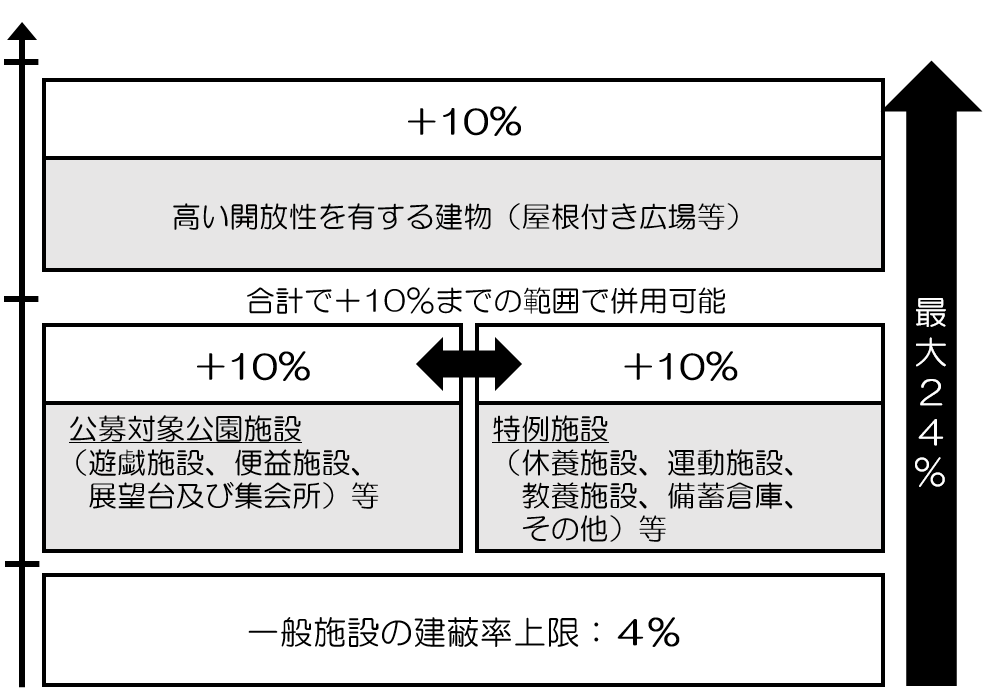 +10%
高い開放性を有する建物（屋根付き広場等）
合計で+10%までの範囲で併用可能
+10%
公募対象公園施設
（遊戯施設、便益施設、
展望台及び集会所）等
+10%
特例施設
（休養施設、運動施設、
教養施設、備蓄倉庫、
その他）等
一般施設の建蔽率上限：4%
最大24%